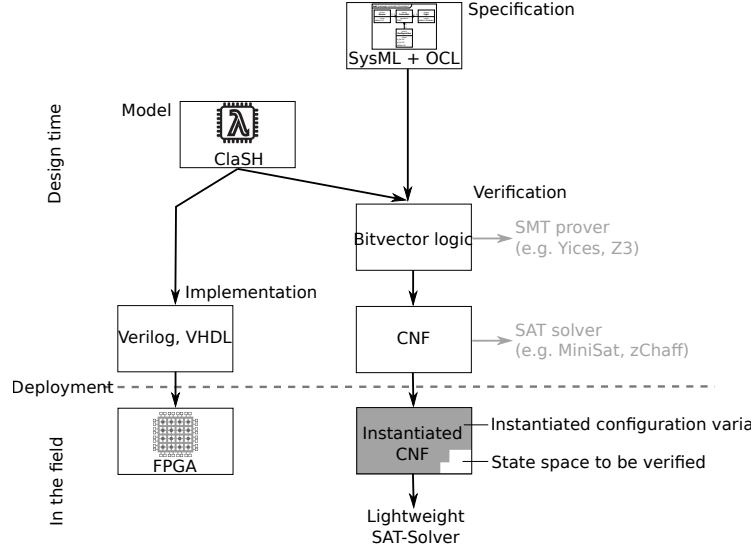 Specification
SysML + OCL
Model
ClaSH
Design time
Verification
Bitvector logic
SMT prover
(e.g. Yices, Z3)
Implementation
Verilog, VHDL
CNF
SAT solver
(e.g. MiniSat, zChaff)
Deployment
Instantiated
CNF
Instantiated configuration varia
State space to be verified
FPGA
In the field
Lightweight
SAT-Solver